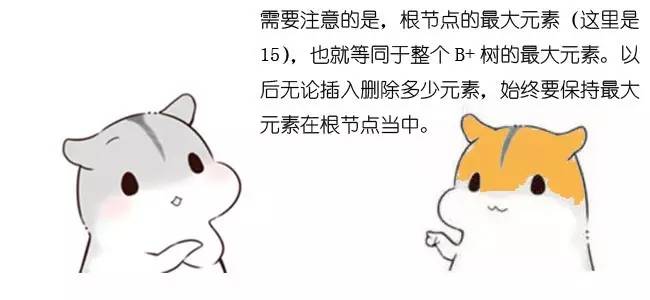 需要注意的是，根节点的最大元素（这里是
15），也就等同于整个 B+ 树的最大元素。以
后无论插入删除多少元素，始终要保持最大
元素在根节点当中。